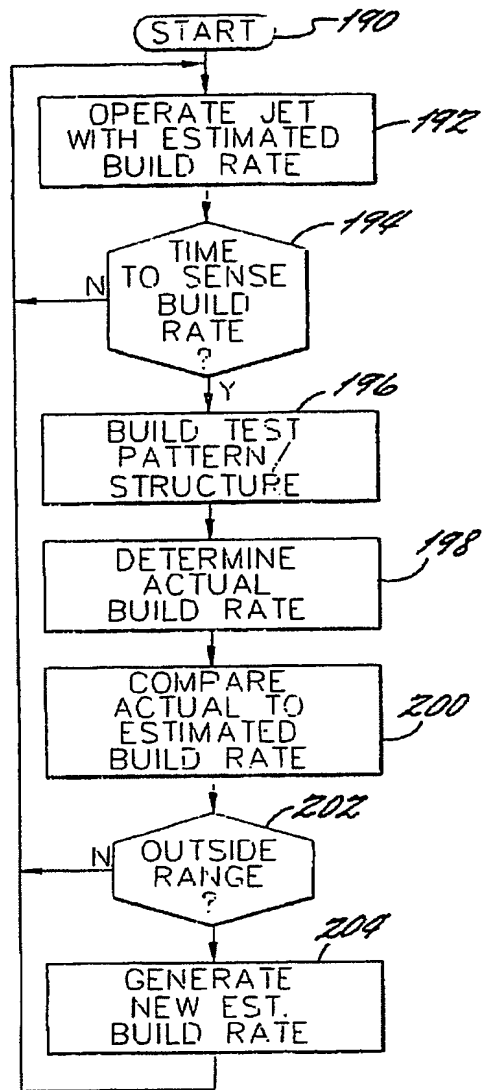 START
190
OPERATE JET
WITH ESTIMATED
BUILD RATE
192
194
TIME
TO SENSE
BUILD
RATE
?
N
Y
196
BUILD TEST
PATTERN/
STRUCTURE
DETERMINE
ACTUAL
BUILD RATE
198
COMPARE
ACTUAL TO
ESTIMATED
BUILD RATE
200
202
OUTSIDE
RANGE
?
N
204
GENERATE
NEW EST.
BUILD RATE